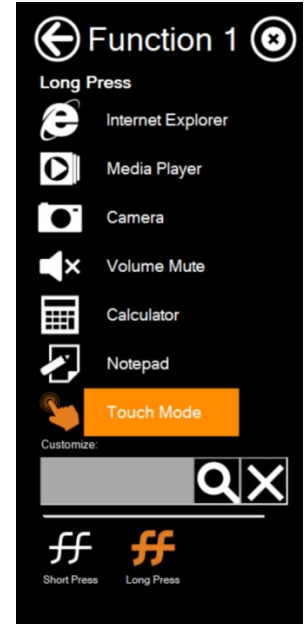 Function 1
Long Press
Internet Explorer
Media Player
Camera
Volume Mute
Calculator
Notepad
Touch Mode
Customize:
Short Press Long Press